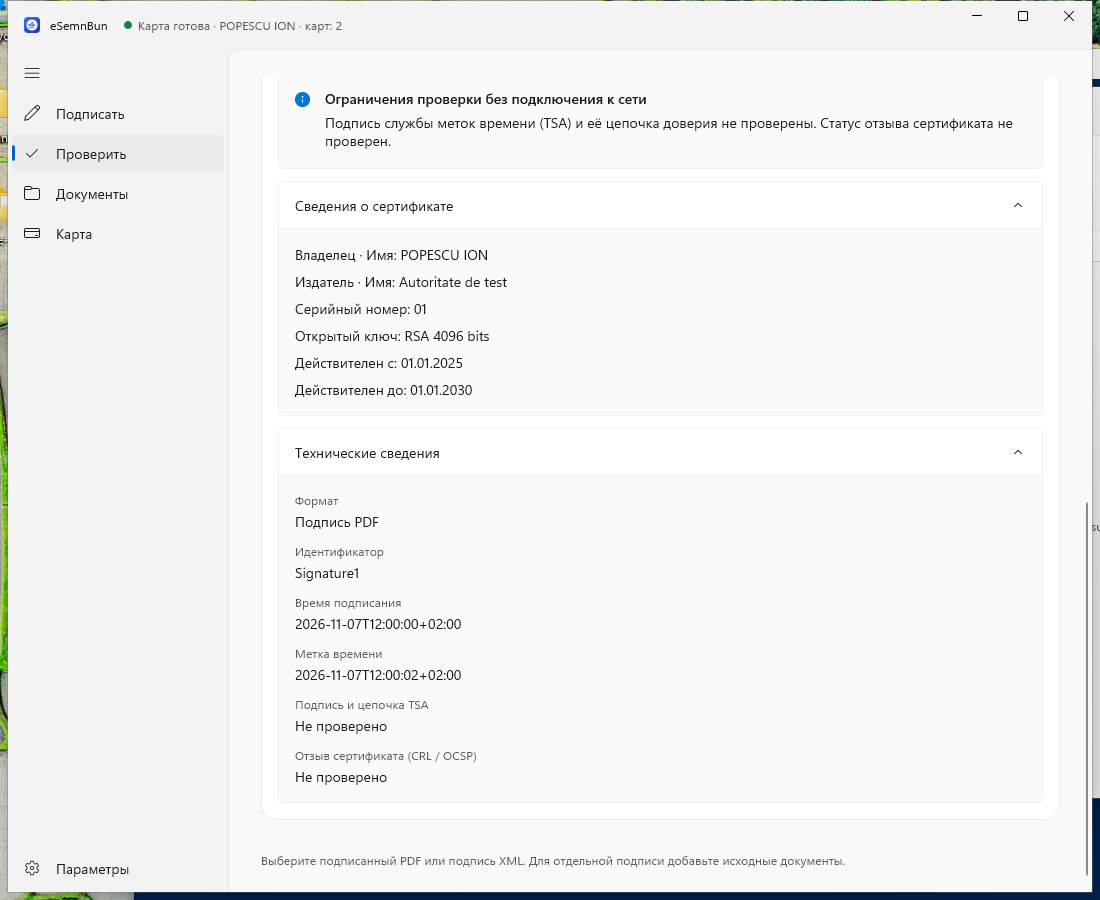 eSemnBun
Карта готова · POPESCU ION · карт: 2
Подписать
Проверить
Документы
Карта
Параметры
Ограничения проверки без подключения к сети
Подпись службы меток времени (TSA) и её цепочка доверия не проверены. Статус отзыва сертификата не
проверен.
Сведения о сертификате
Владелец · Имя: POPESCU ION
Издатель · Имя: Autoritate de test
Серийный номер: 01
Открытый ключ: RSA 4096 bits
Действителен с: 01.01.2025
Действителен до: 01.01.2030
Технические сведения
Формат
Подпись PDF
Идентификатор
Signature1
Время подписания
2026-11-07T12:00:00+02:00
Метка времени
2026-11-07T12:00:02+02:00
Подпись и цепочка TSA
Не проверено
Отзыв сертификата (CRL / OCSP)
Не проверено
Выберите подписанный PDF или подпись XML. Для отдельной подписи добавьте исходные документы.